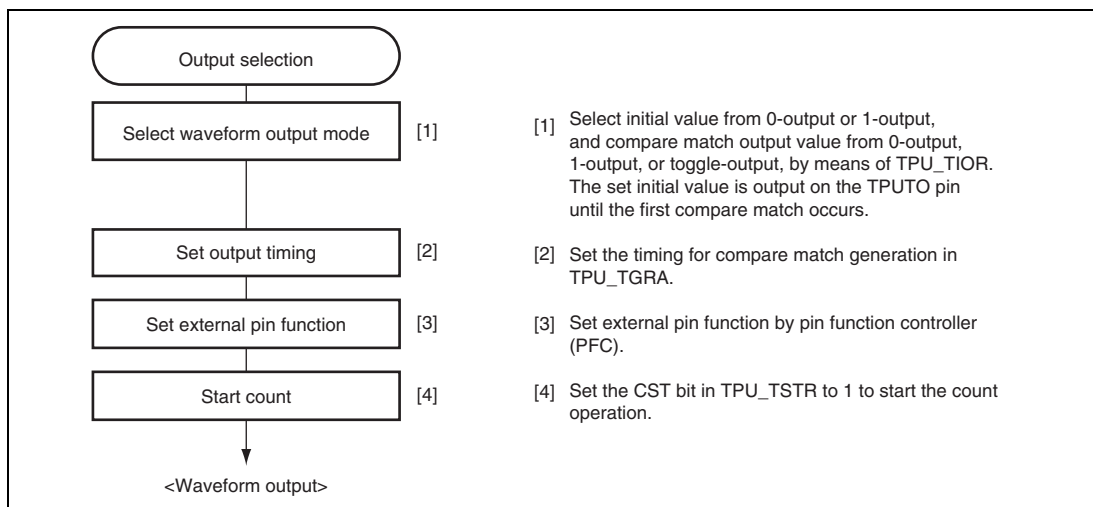 Output selection
Select waveform output mode [1]
Set output timing [2]
Set external pin function [3]
Start count [4]
<Waveform output>
[1] Select initial value from 0-output or 1-output,
and compare match output value from 0-output,
1-output, or toggle-output, by means of TPU_TIOR.
The set initial value is output on the TPUTO pin
until the first compare match occurs.
[2] Set the timing for compare match generation in
TPU_TGRA.
[3] Set external pin function by pin function controller
(PFC).
[4] Set the CST bit in TPU_TSTR to 1 to start the count
operation.